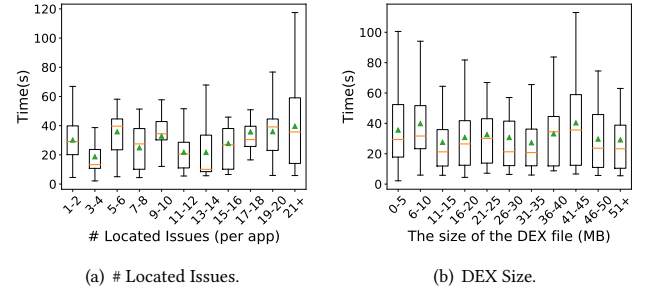 120
100
80
60
40
20
0
Time(s)
1-2 3-4 5-6 7-8 9-10 11-12 13-14 15-16 17-18 19-20 21+
# Located Issues (per app)
(a) # Located Issues.
100
80
60
40
20
0
Time(s)
0-5 6-10 11-15 16-20 21-25 26-30 31-35 36-40 41-45 46-50 51+
The size of the DEX file (MB)
(b) DEX Size.